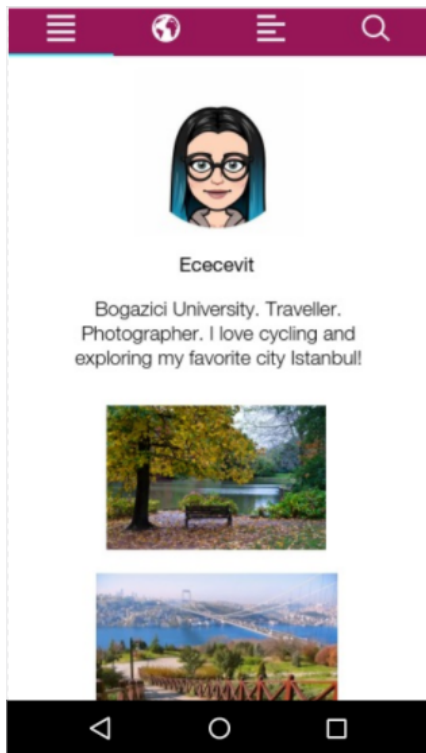 Ececevit
Bogazici University. Traveller.
Photographer. I love cycling and
exploring my favorite city Istanbul!